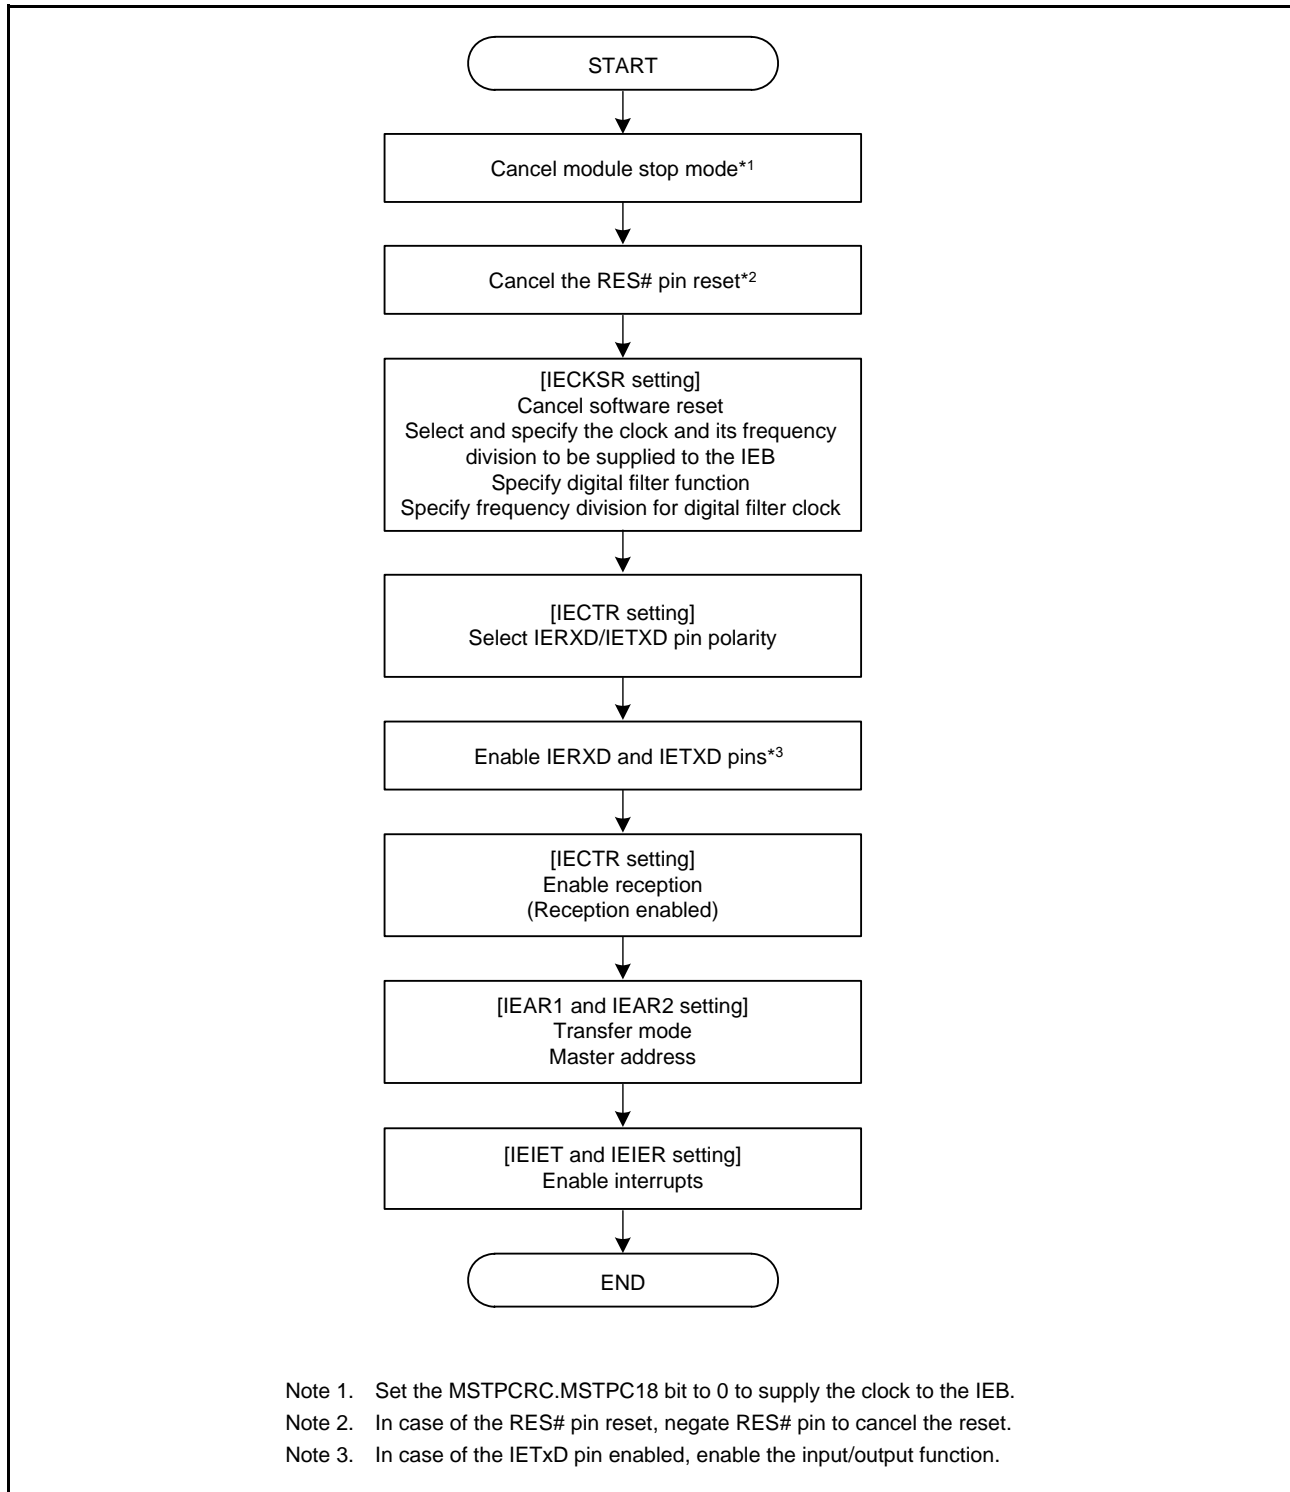 START
Cancel module stop mode*1
Cancel the RES# pin reset*2
[IECKSR setting]
Cancel software reset
Select and specify the clock and its frequency
division to be supplied to the IEB
Specify digital filter function
Specify frequency division for digital filter clock
[IECTR setting]
Select IERXD/IETXD pin polarity
Enable IERXD and IETXD pins*3
[IECTR setting]
Enable reception
(Reception enabled)
[IEAR1 and IEAR2 setting]
Transfer mode
Master address
[IEIET and IEIER setting]
Enable interrupts
END
Note 1. Set the MSTPCRC.MSTPC18 bit to 0 to supply the clock to the IEB.
Note 2. In case of the RES# pin reset, negate RES# pin to cancel the reset.
Note 3. In case of the IETxD pin enabled, enable the input/output function.